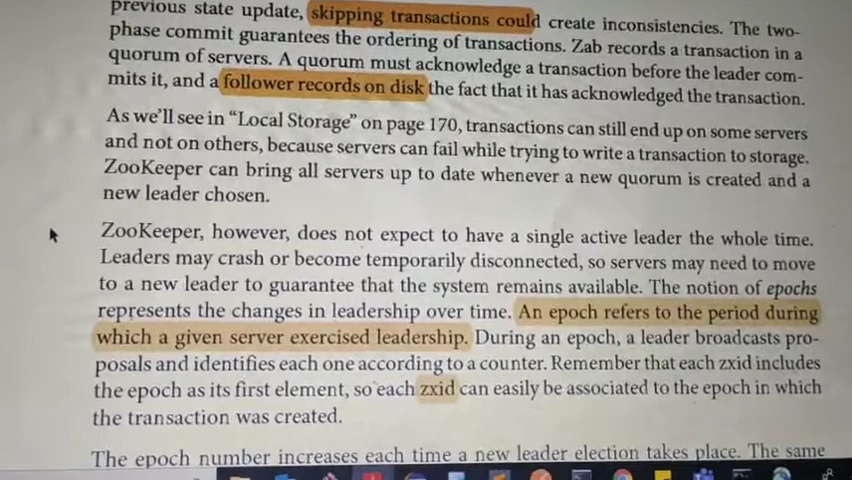 previous state update, skipping transactions could create inconsistencies. The two-
phase commit guarantees the ordering of transactions. Zab records a transaction in a
quorum of servers. A quorum must acknowledge a transaction before the leader com-
mits it, and a follower records on disk the fact that it has acknowledged the transaction.
As we'll see in “Local Storage” on page 170, transactions can still end up on some servers
and not on others, because servers can fail while trying to write a transaction to storage.
ZooKeeper can bring all servers up to date whenever a new quorum is created and a
new leader chosen.
ZooKeeper, however, does not expect to have a single active leader the whole time.
Leaders may crash or become temporarily disconnected, so servers may need to move
to a new leader to guarantee that the system remains available. The notion of epochs
represents the changes in leadership over time. An epoch refers to the period during
which a given server exercised leadership. During an epoch, a leader broadcasts pro-
posals and identifies each one according to a counter. Remember that each zxid includes
the epoch as its first element, so each zxid can easily be associated to the epoch in which
the transaction was created.
The epoch number increases each time a new leader election takes place. The same